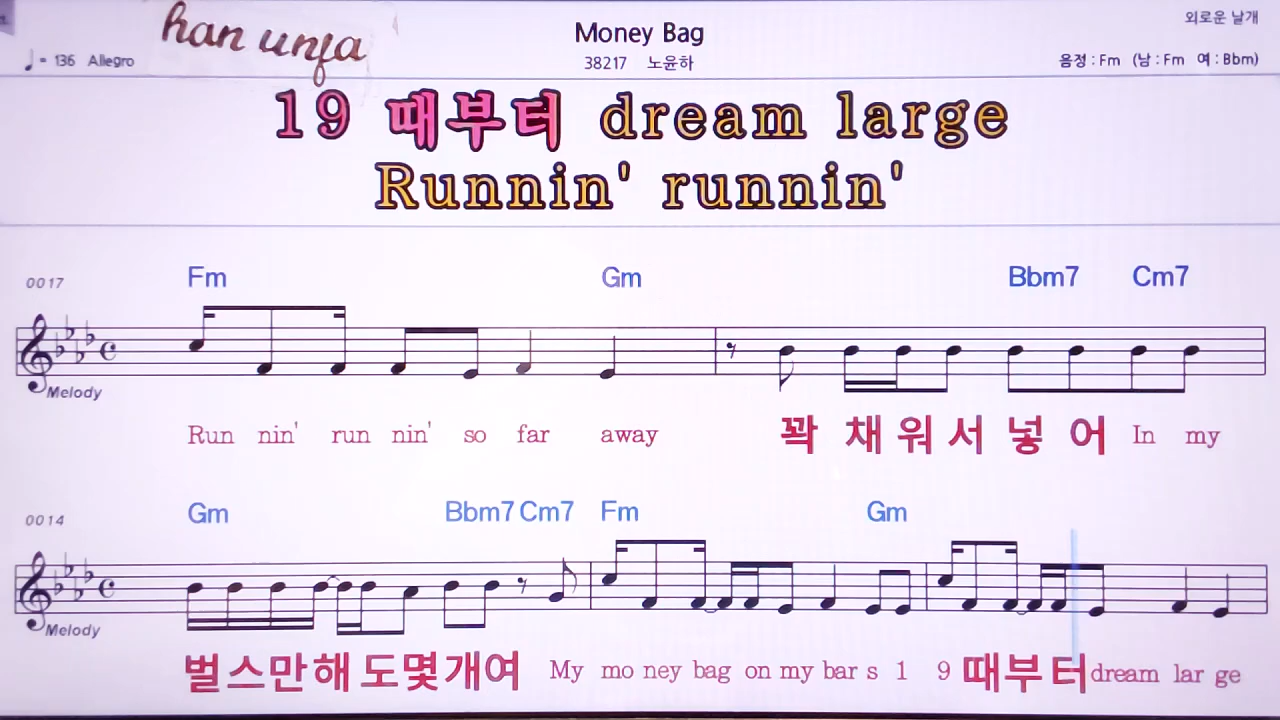 han unja
Money Bag
외로운 날개
♩= 136 Allegro
38217 노윤하
음정 : Fm (남 : Fm 여 : Bbm)
19 때부터 dream large
Runnin' runnin'
0017 Fm Gm Bbm7 Cm7
Melody
Run nin' run nin' so far away 꽉 채 워 서 넣 어 In my
0014 Gm Bbm7 Cm7 Fm Gm
Melody
벌 스 만 해 도 몇 개 여 My mo ney bag on my bar s 1 9 때 부 터 dream lar ge